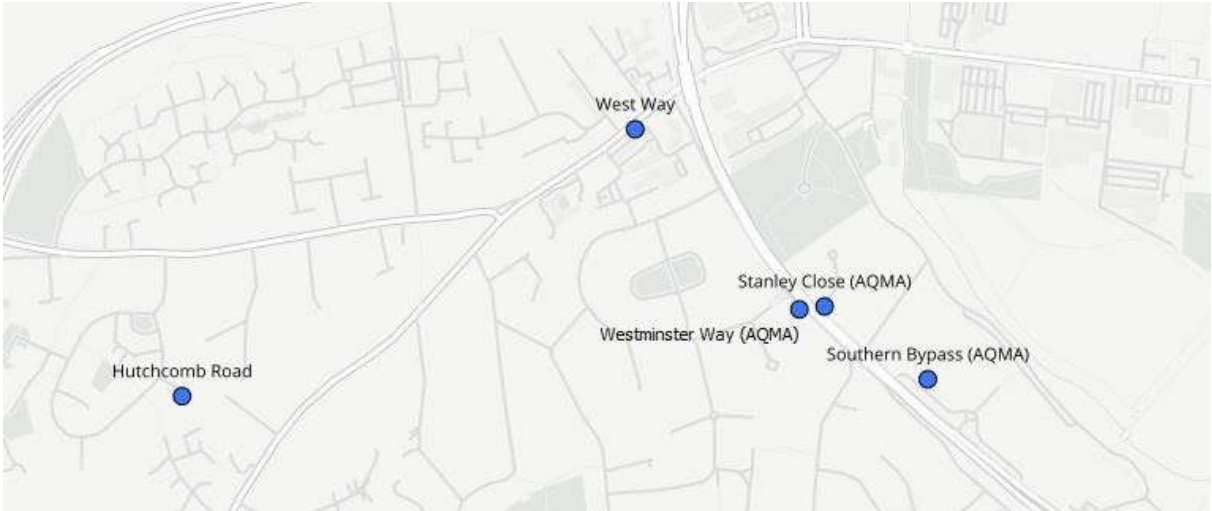 West Way
Stanley Close (AQMA)
Westminster Way (AQMA)
Southern Bypass (AQMA)
Hutchcomb Road